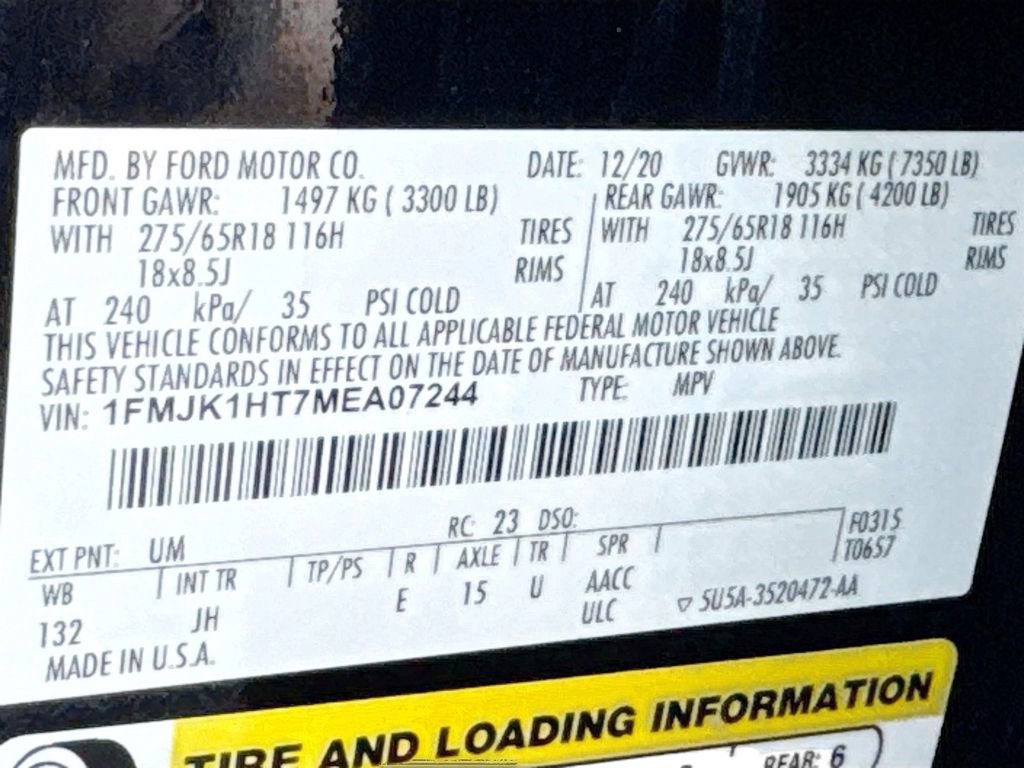 MFD. BY FORD MOTOR CO. DATE: 12/20 GVWR: 3334 KG ( 7350 LB)
FRONT GAWR: 1497 KG ( 3300 LB) REAR GAWR: 1905 KG ( 4200 LB)
WITH 275/65R18 116H TIRES WITH 275/65R18 116H TIRES
18x8.5J RIMS 18x8.5J RIMS
AT 240 kPa/ 35 PSI COLD AT 240 kPa/ 35 PSI COLD
THIS VEHICLE CONFORMS TO ALL APPLICABLE FEDERAL MOTOR VEHICLE
SAFETY STANDARDS IN EFFECT ON THE DATE OF MANUFACTURE SHOWN ABOVE.
VIN: 1FMJK1HT7MEA07244 TYPE: MPV
EXT PNT: UM RC: 23 DSO: F0315
WB INT TR TP/PS R AXLE TR SPR T0657
132 JH E 15 U AACC
ULC ▽ 5U5A-3520472-AA
MADE IN U.S.A.
TIRE AND LOADING INFORMATION
REAR: 6